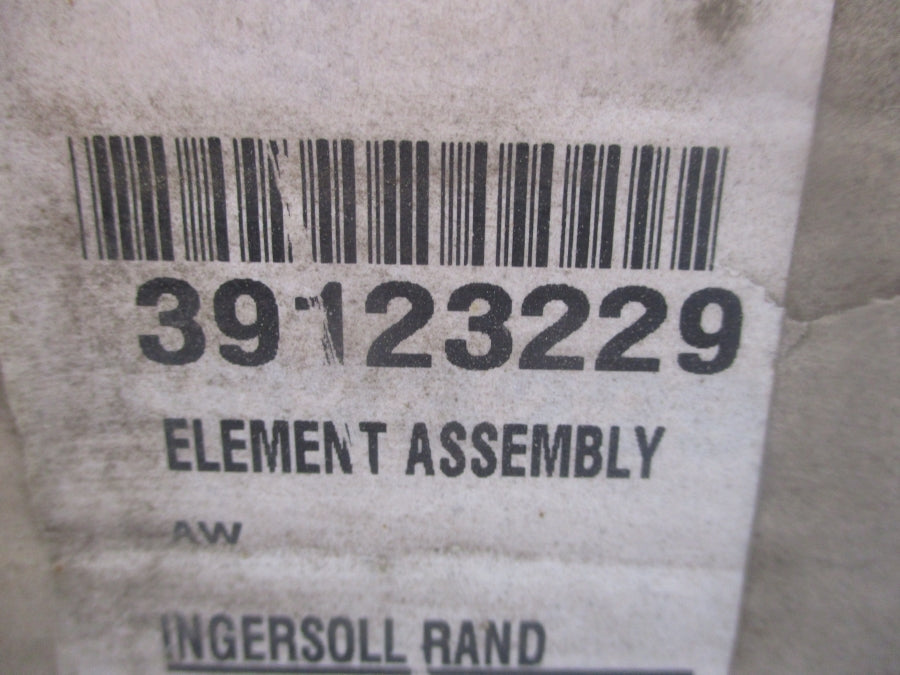 39123229
ELEMENT ASSEMBLY
AW
INGERSOLL RAND